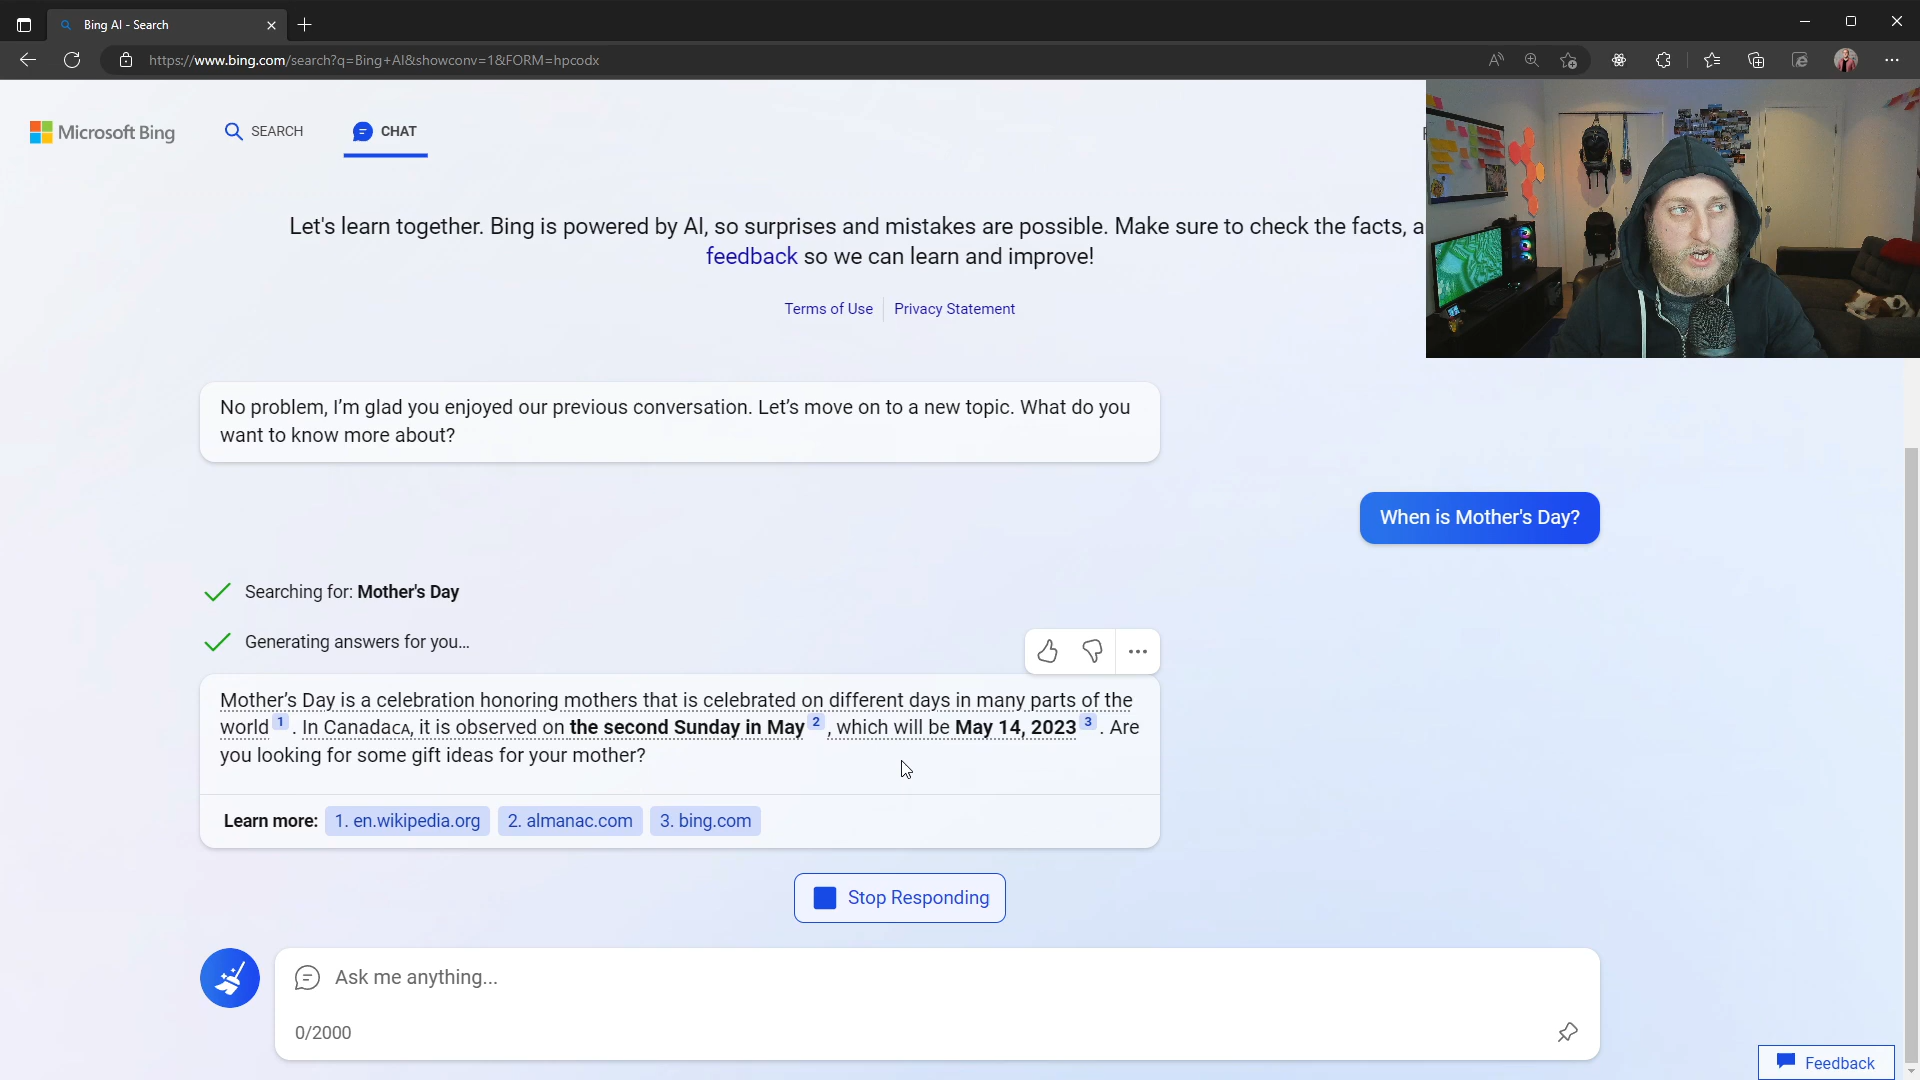 Bing AI - Search
https://www.bing.com/search?q=Bing+AI&showconv=1&FORM=hpcodx
Microsoft Bing
SEARCH
CHAT
Let's learn together. Bing is powered by AI, so surprises and mistakes are possible. Make sure to check the facts, a
feedback so we can learn and improve!
Terms of Use
Privacy Statement
No problem, I'm glad you enjoyed our previous conversation. Let's move on to a new topic. What do you
want to know more about?
When is Mother's Day?
Searching for: Mother's Day
Generating answers for you...
Mother's Day is a celebration honoring mothers that is celebrated on different days in many parts of the
world 1 . In Canadaᴄᴀ, it is observed on the second Sunday in May 2 , which will be May 14, 2023 3 . Are
you looking for some gift ideas for your mother?
Learn more: 1. en.wikipedia.org 2. almanac.com 3. bing.com
Stop Responding
Ask me anything...
0/2000
Feedback